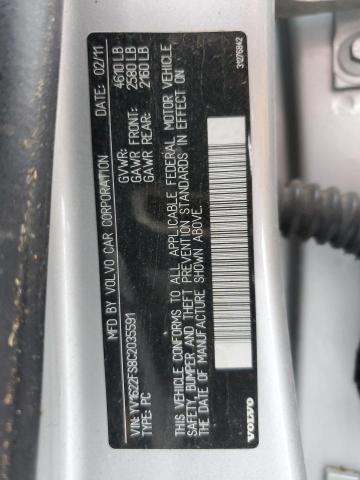 MFD BY VOLVO CAR CORPORATION DATE: 02/11
GVWR: 4610 LB
GAWR FRONT: 2580 LB
GAWR REAR: 2160 LB
VIN: YV1622FS8C2035591
TYPE: PC
THIS VEHICLE CONFORMS TO ALL APPLICABLE FEDERAL MOTOR VEHICLE
SAFETY, BUMPER AND THEFT PREVENTION STANDARDS IN EFFECT ON
THE DATE OF MANUFACTURE SHOWN ABOVE.
31276842
VOLVO